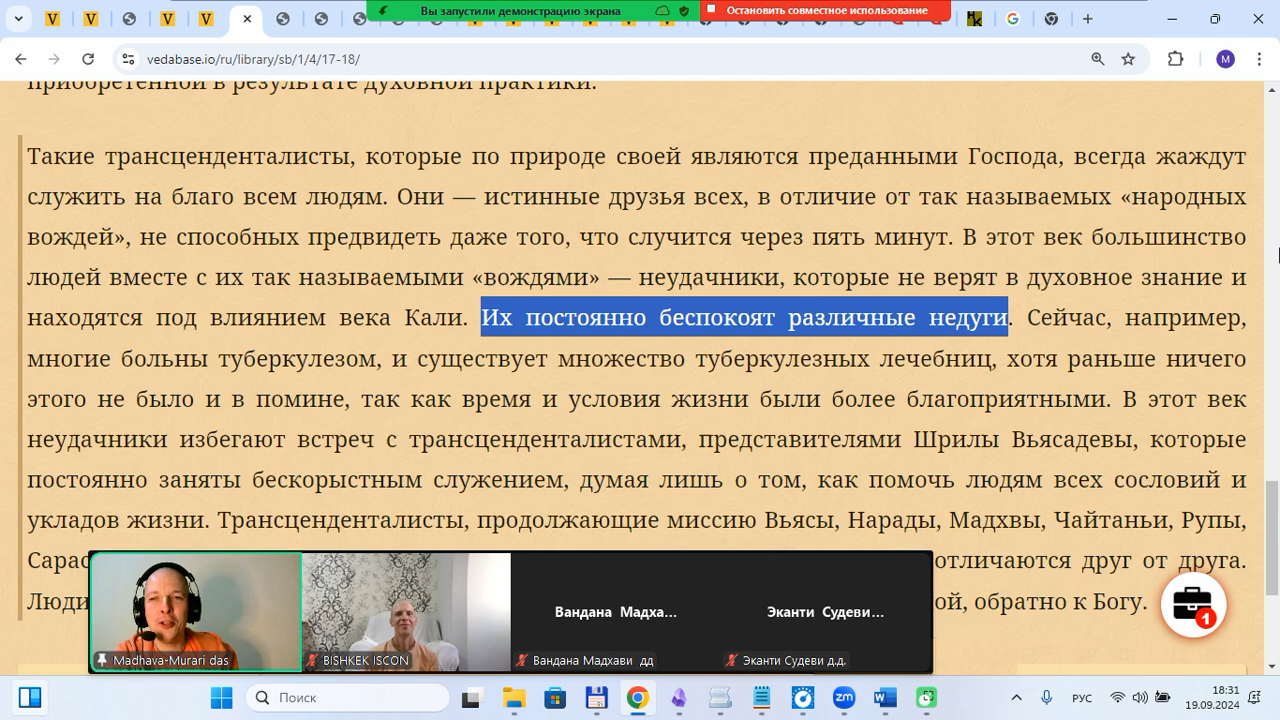 Вы запустили демонстрацию экрана
Остановить совместное использование
vedabase.io/ru/library/sb/1/4/17-18/
M
приобретенной в результате духовной практики.
Такие трансценденталисты, которые по природе своей являются преданными Господа, всегда жаждут
служить на благо всем людям. Они — истинные друзья всех, в отличие от так называемых «народных
вождей», не способных предвидеть даже того, что случится через пять минут. В этот век большинство
людей вместе с их так называемыми «вождями» — неудачники, которые не верят в духовное знание и
находятся под влиянием века Кали. Их постоянно беспокоят различные недуги. Сейчас, например,
многие больны туберкулезом, и существует множество туберкулезных лечебниц, хотя раньше ничего
этого не было и в помине, так как время и условия жизни были более благоприятными. В этот век
неудачники избегают встреч с трансценденталистами, представителями Шрилы Вьясадевы, которые
постоянно заняты бескорыстным служением, думая лишь о том, как помочь людям всех сословий и
укладов жизни. Трансценденталисты, продолжающие миссию Вьясы, Нарады, Мадхвы, Чайтаньи, Рупы,
Сарас отличаются друг от друга.
Люди ой, обратно к Богу.
1
Вандана Мадха...
Эканти Судеви...
Madhava-Murari das
BISHKEK ISCON
Вандана Мадхави дд
Эканти Судеви д.д.
Поиск
zm
W
РУС
18:31
19.09.2024